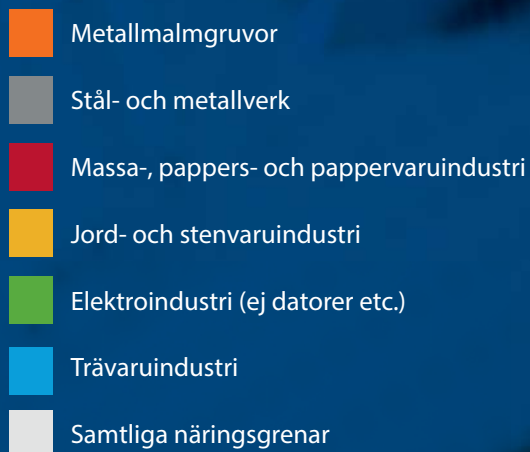 Metallmalmgruvor
Stål- och metallverk
Massa-, pappers- och pappervaruindustri
Jord- och stenvaruindustri
Elektroindustri (ej datorer etc.)
Trävaruindustri
Samtliga näringsgrenar